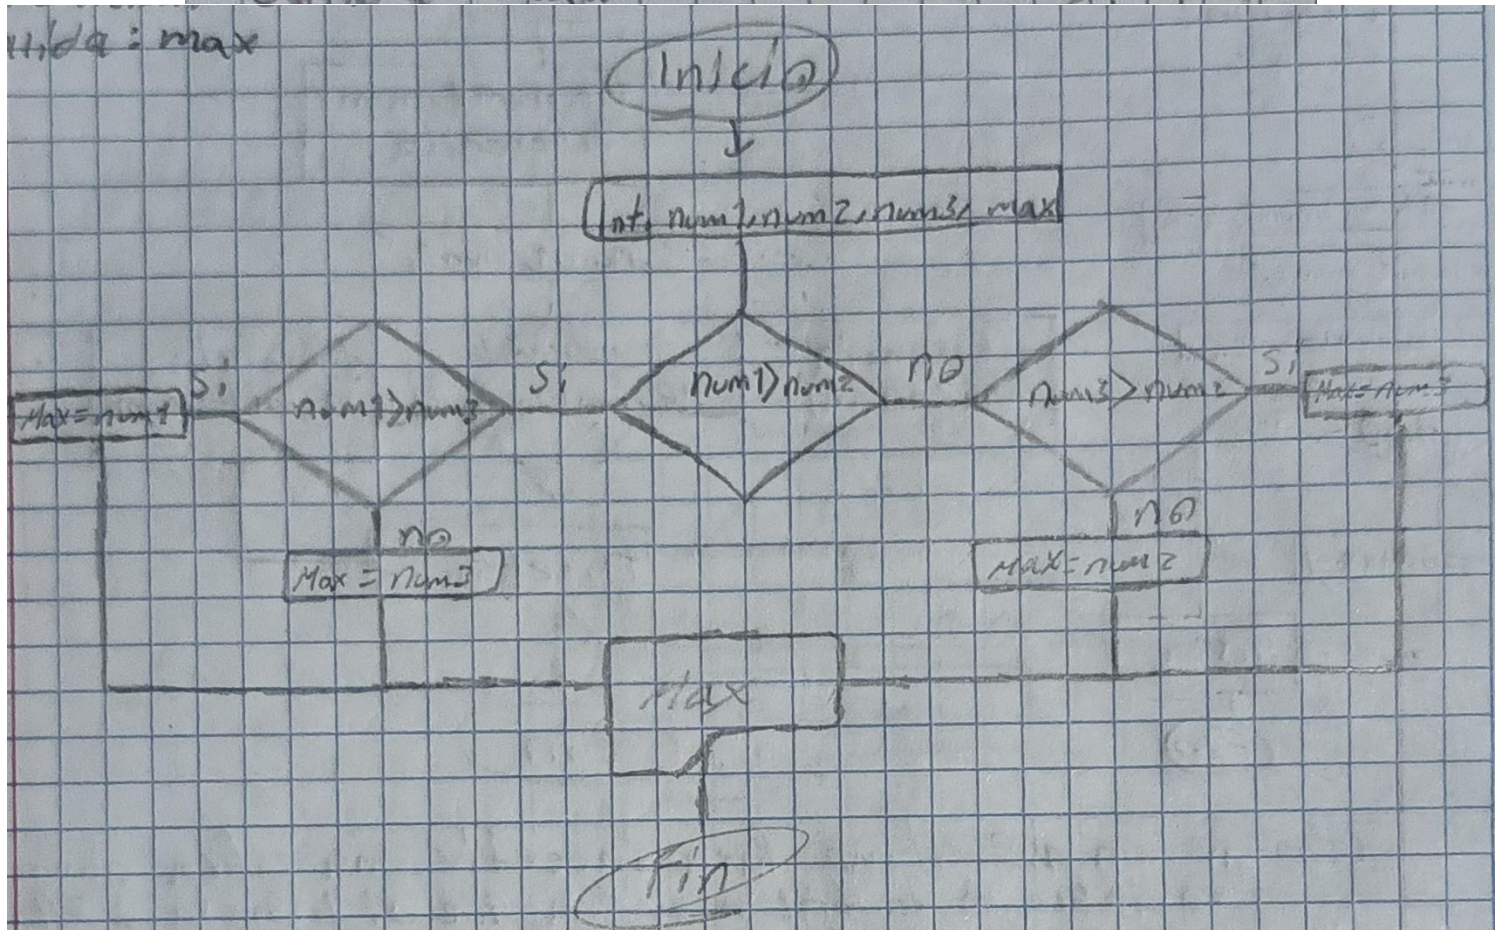 : max
Inicio
Int. num1, num2, num3, max
num1>num2
si
no
num1>num3
si
Max=num1
no
Max = num3
num3>num2
si
Max=num3
no
Max=num2
Max
Fin